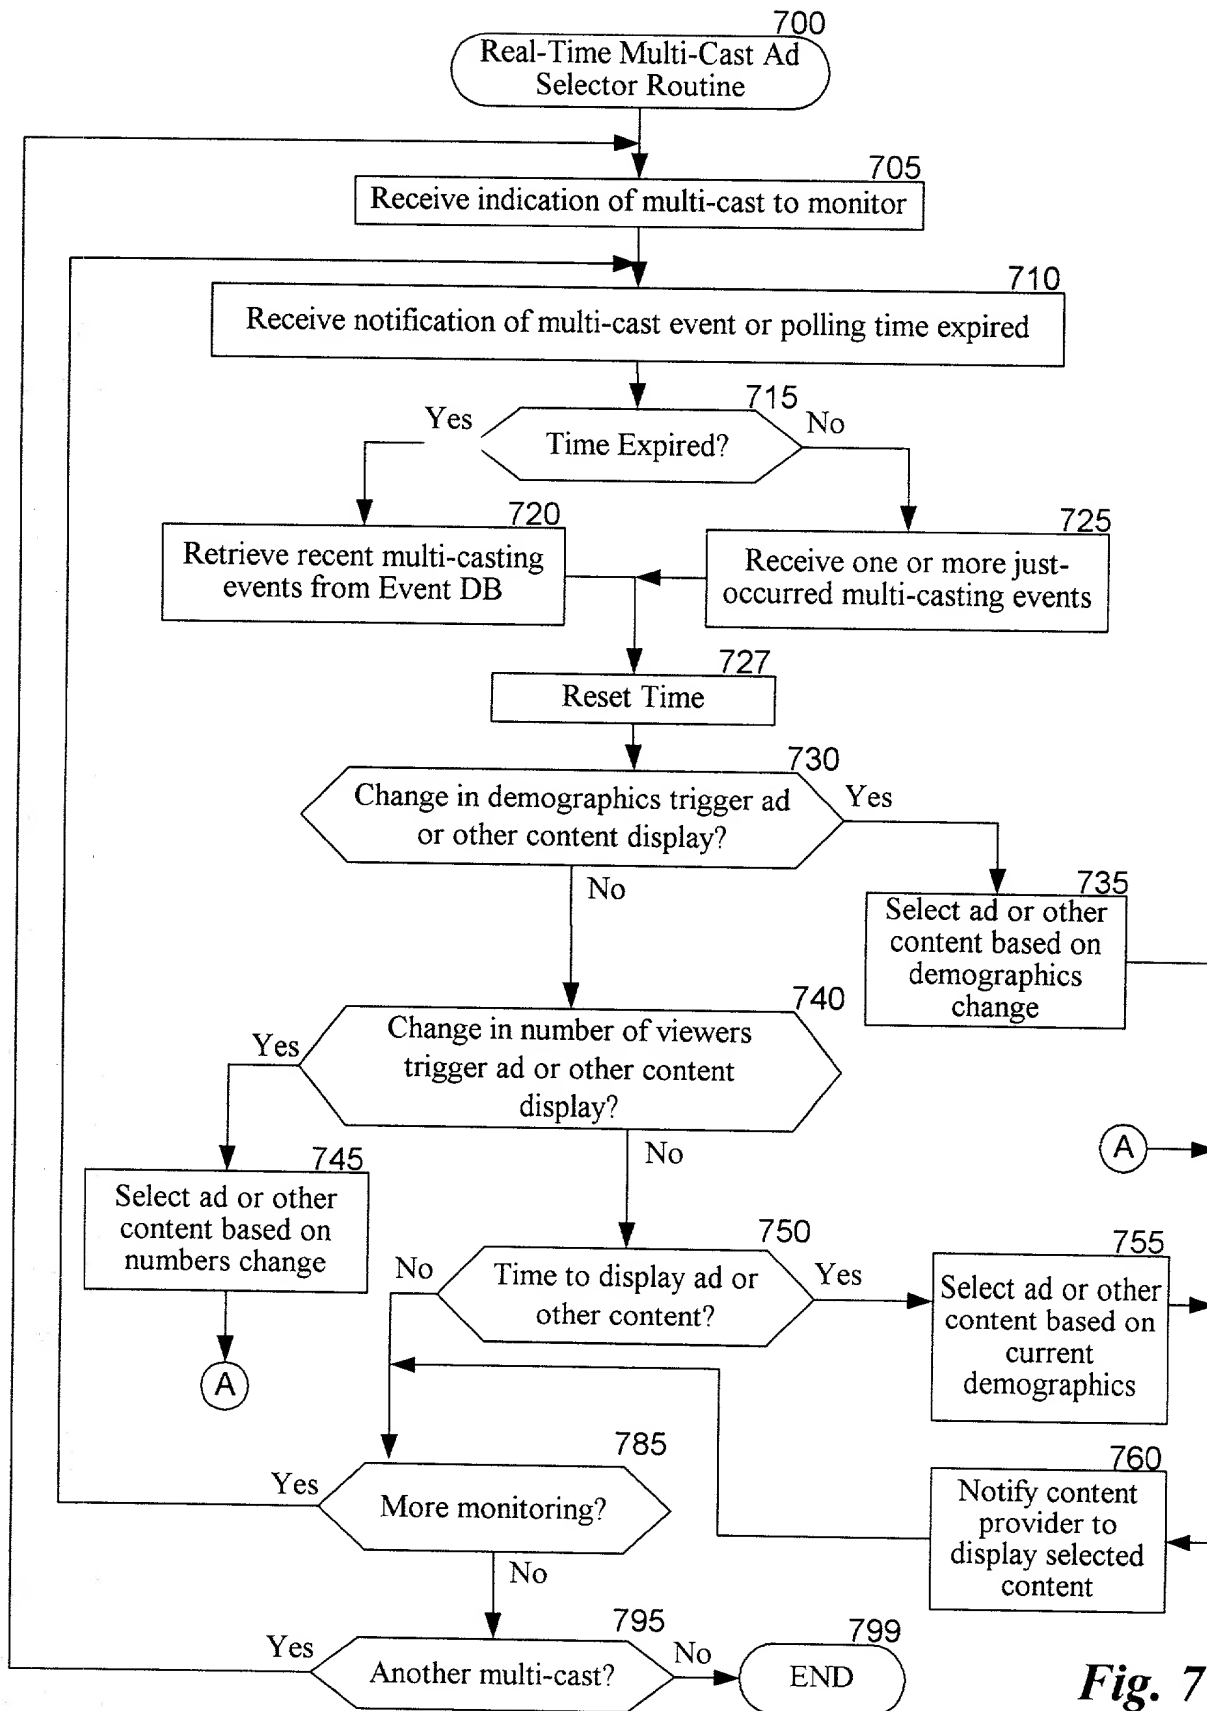 700
Real-Time Multi-Cast Ad
Selector Routine
705
Receive indication of multi-cast to monitor
710
Receive notification of multi-cast event or polling time expired
715
Yes
Time Expired?
No
720
Retrieve recent multi-casting
events from Event DB
725
Receive one or more just-
occurred multi-casting events
727
Reset Time
730
Change in demographics trigger ad
or other content display?
Yes
No
735
Select ad or other
content based on
demographics
change
740
Change in number of viewers
trigger ad or other content
display?
Yes
No
A
745
Select ad or other
content based on
numbers change
A
750
No
Time to display ad or
other content?
Yes
755
Select ad or other
content based on
current
demographics
760
Notify content
provider to
display selected
content
785
Yes
More monitoring?
No
795
Yes
Another multi-cast?
No
799
END
Fig. 7